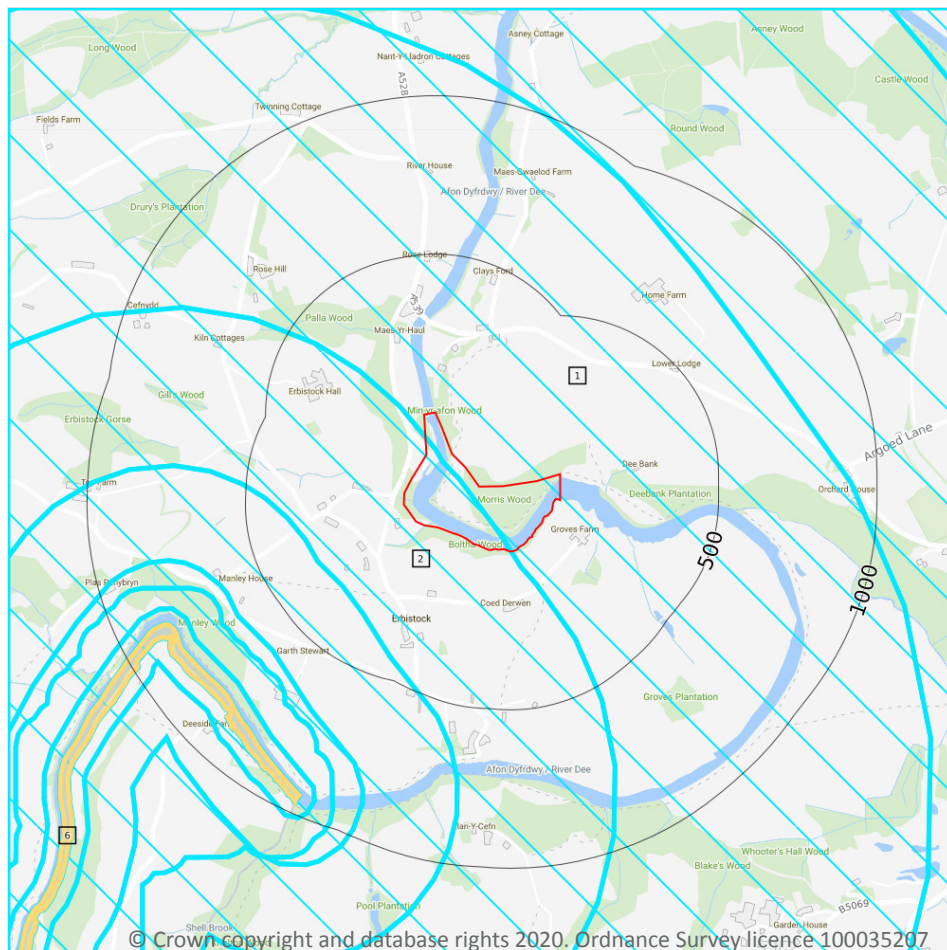 Asney Cottage
Asney Wood
Long Wood
Nant-Y-Lladron Cottages
A528
Castle Wood
Twinning Cottage
Fields Farm
Round Wood
River House
Maes-Gwaelod Farm
Afon Dyfrdwy / River Dee
Drury's Plantation
Rose Lodge
Rose Hill
Clays Ford
Home Farm
Cefnydd
A539
Palla Wood
Maes Yr-Haul
Kiln Cottages
Lower Lodge
1
Erbistock Hall
Gill's Wood
Min-yr-afon Wood
Erbistock Gorse
Argoed Lane
Dee Bank
Orchard House
Morris Wood
Deebank Plantation
Groves Farm
500
Boltha Wood
2
1000
Manley House
Coed Derwen
Erbistock
Manley Wood
Garth Stewart
Groves Plantation
Afon Dyfrdwy / River Dee
6
Whooter's Hall Wood
Blake's Wood
Pool Plantation
B5069
Garden House
Shell Brook
© Crown copyright and database rights 2020. Ordnance Survey licence 100035207